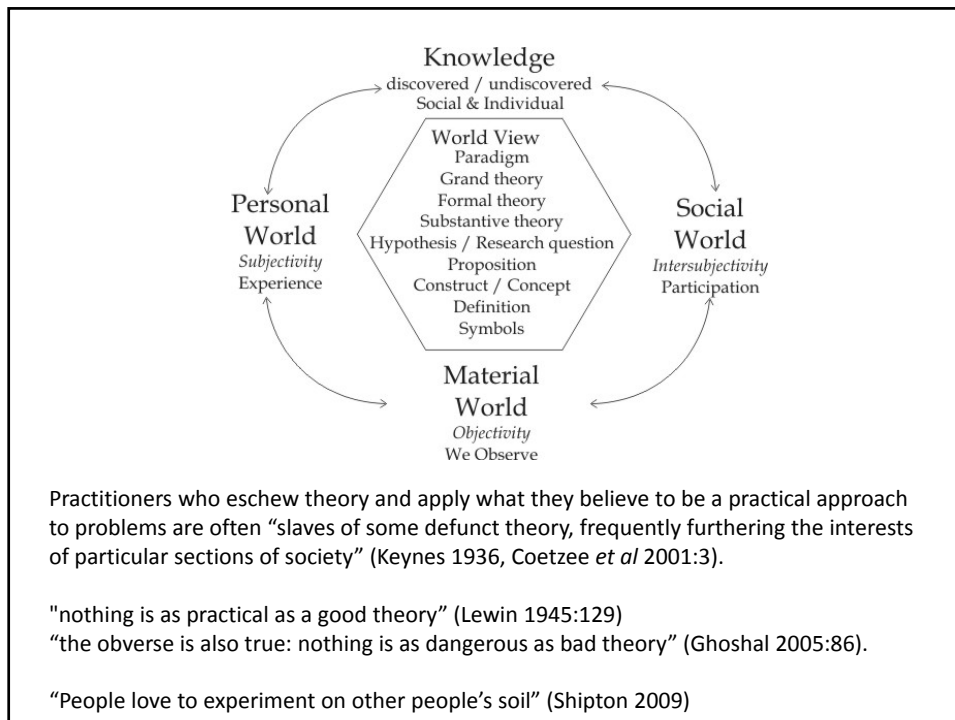 Knowledge
discovered / undiscovered
Social & Individual
World View
Paradigm
Grand theory
Formal theory
Substantive theory
Hypothesis / Research question
Proposition
Construct / Concept
Definition
Symbols
Personal
World
Subjectivity
Experience
Social
World
Intersubjectivity
Participation
Material
World
Objectivity
We Observe
Practitioners who eschew theory and apply what they believe to be a practical approach
to problems are often “slaves of some defunct theory, frequently furthering the interests
of particular sections of society” (Keynes 1936, Coetzee et al 2001:3).
"nothing is as practical as a good theory” (Lewin 1945:129)
“the obverse is also true: nothing is as dangerous as bad theory” (Ghoshal 2005:86).
“People love to experiment on other people’s soil” (Shipton 2009)